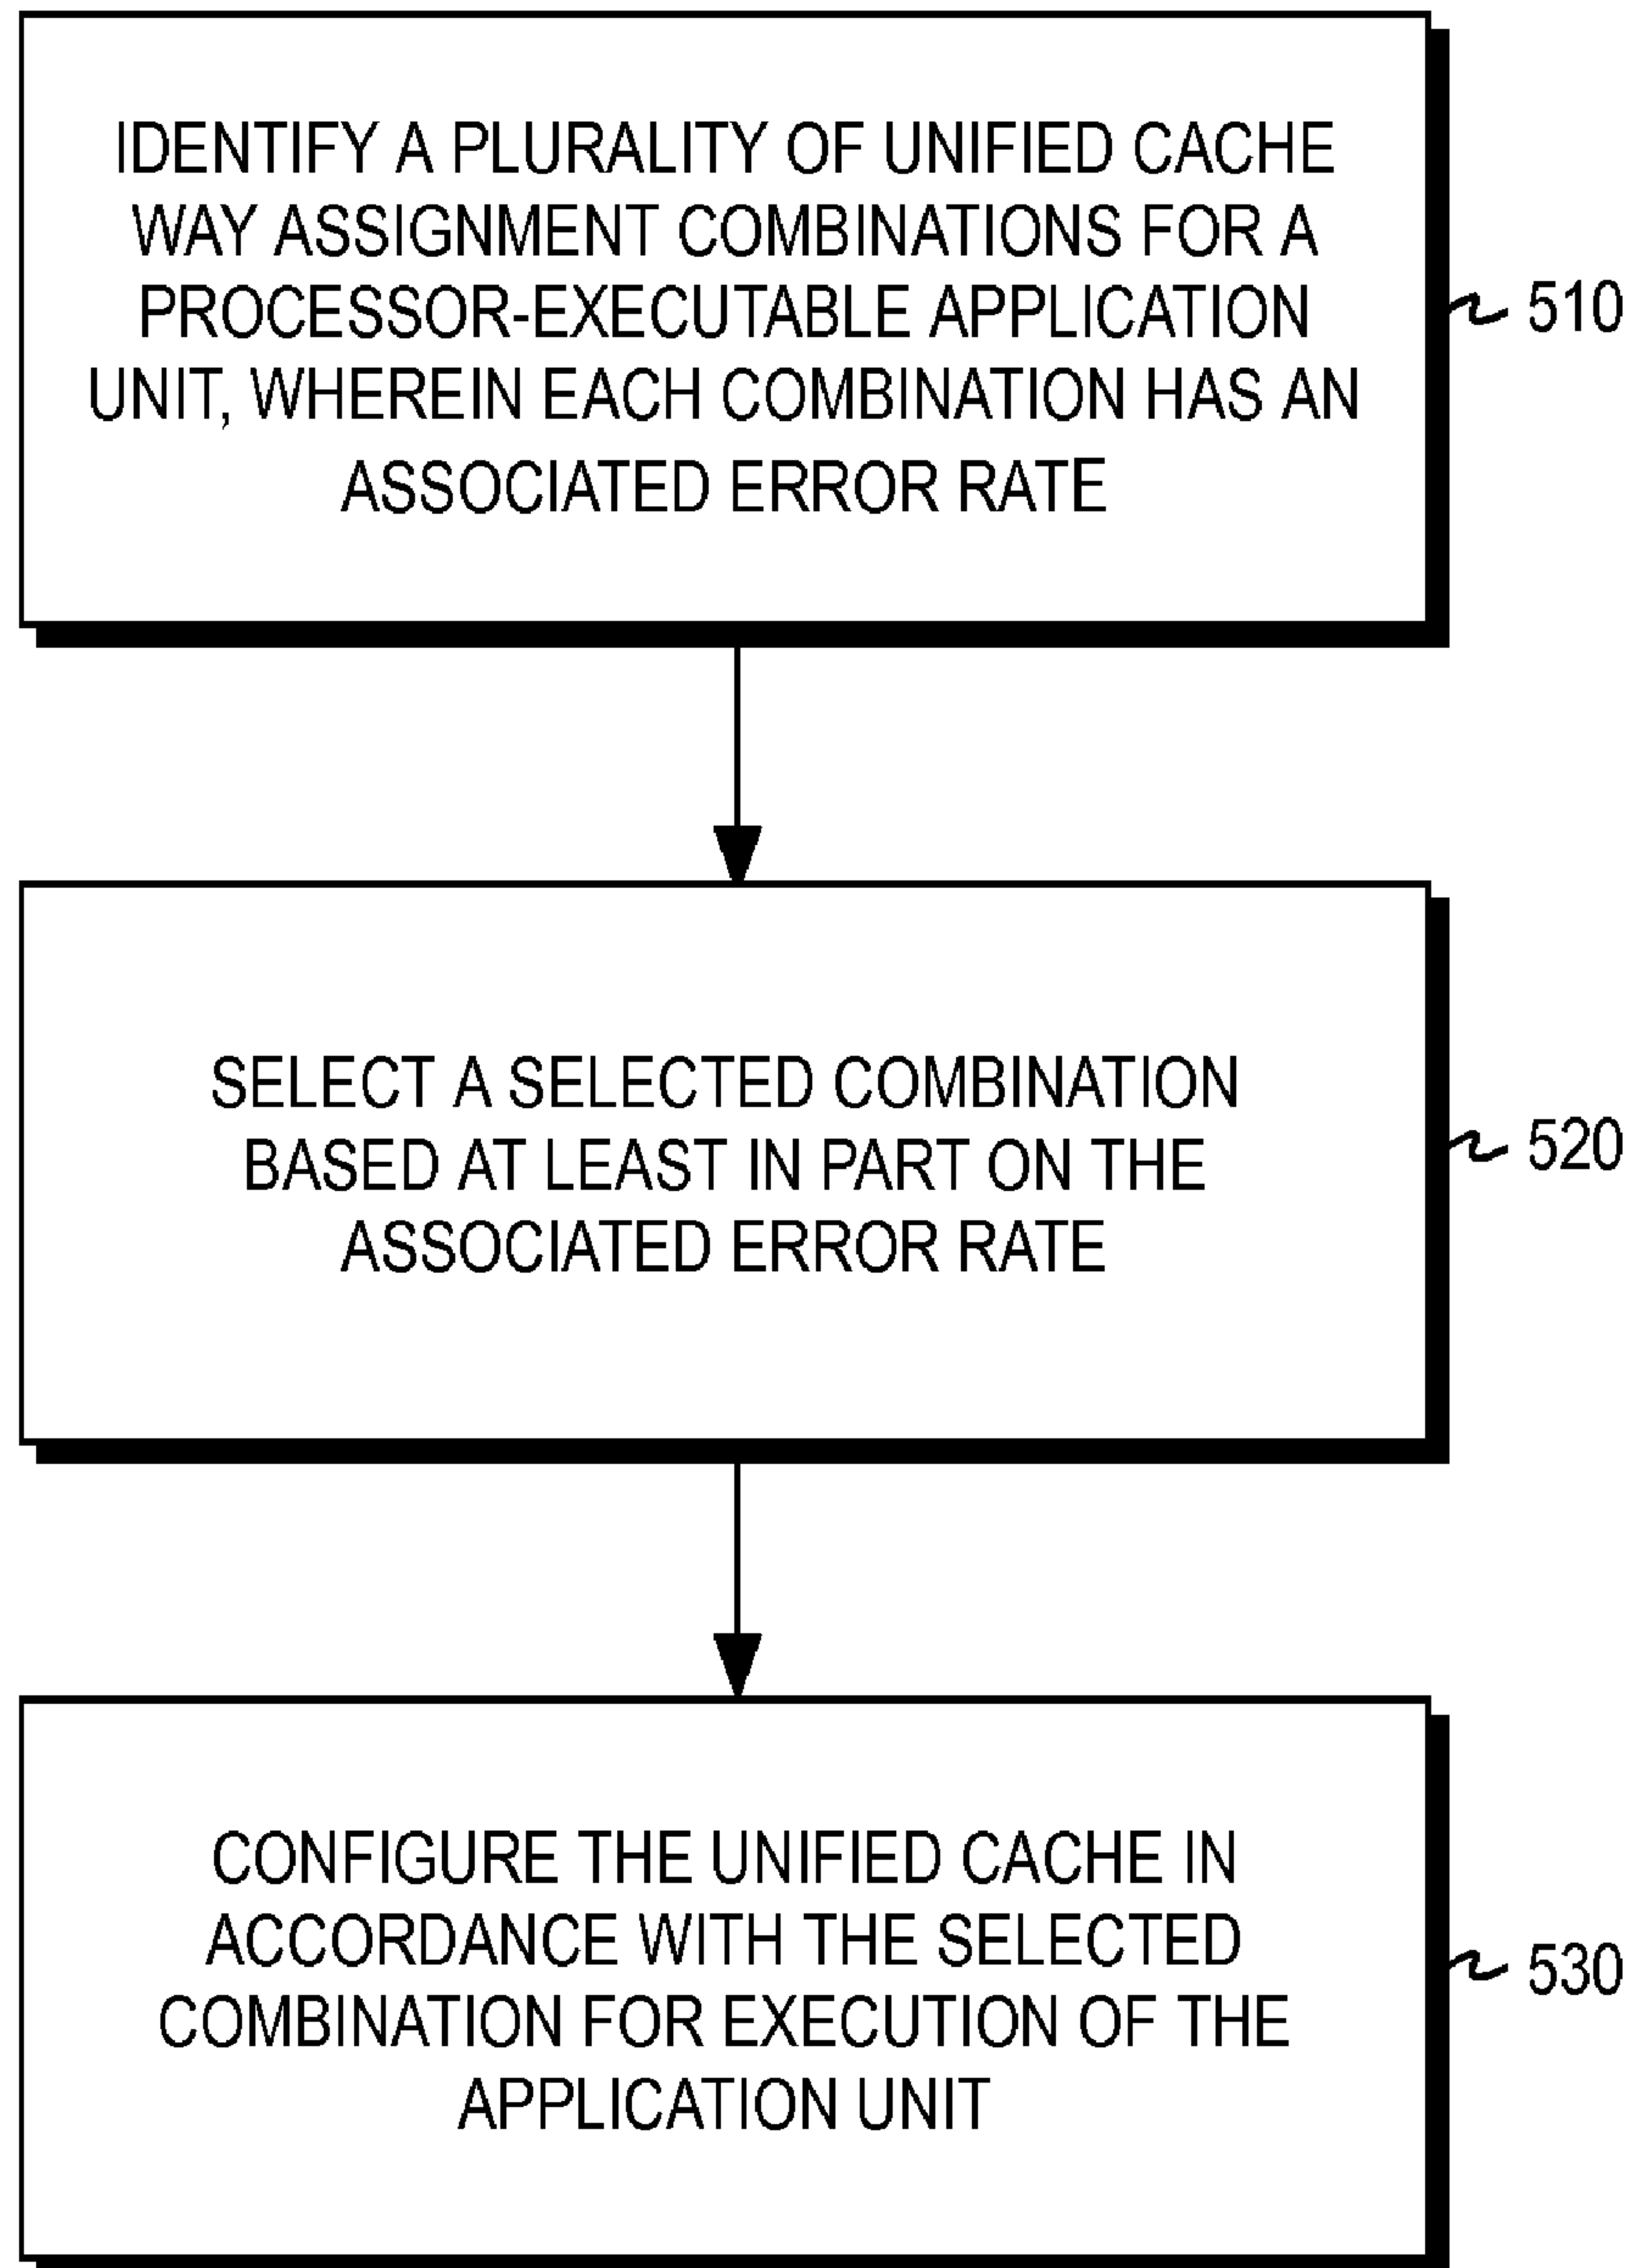 IDENTIFY A PLURALITY OF UNIFIED CACHE
WAY ASSIGNMENT COMBINATIONS FOR A
PROCESSOR-EXECUTABLE APPLICATION
UNIT, WHEREIN EACH COMBINATION HAS AN
ASSOCIATED ERROR RATE
510
SELECT A SELECTED COMBINATION
BASED AT LEAST IN PART ON THE
ASSOCIATED ERROR RATE
520
CONFIGURE THE UNIFIED CACHE IN
ACCORDANCE WITH THE SELECTED
COMBINATION FOR EXECUTION OF THE
APPLICATION UNIT
530